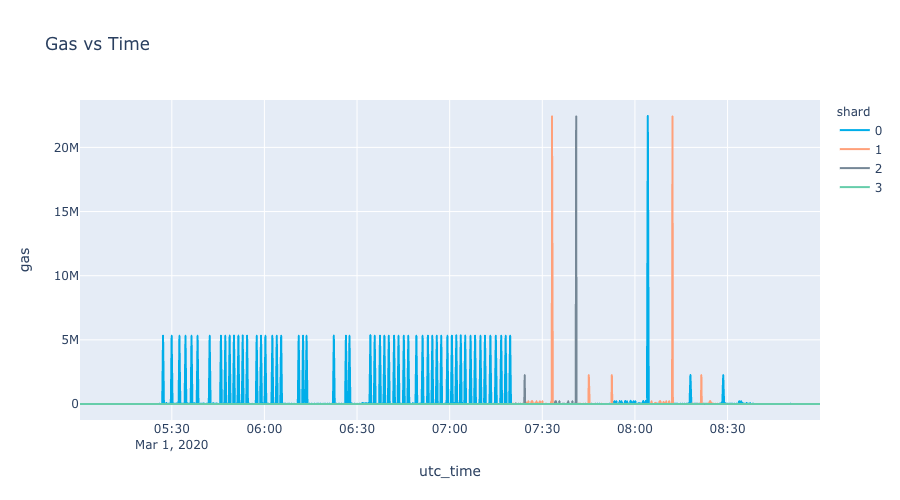 Gas vs Time
shard
0
1
2
3
20M
15M
10M
5M
0
gas
05:30
06:00
06:30
07:00
07:30
08:00
08:30
Mar 1, 2020
utc_time